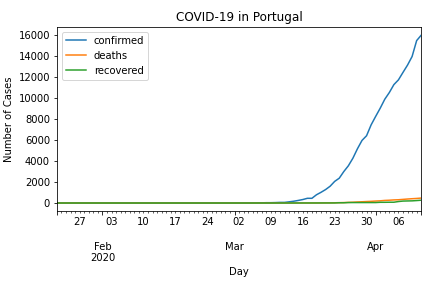 COVID-19 in Portugal
confirmed
deaths
recovered
16000
14000
12000
10000
8000
6000
4000
2000
0
Number of Cases
27 03 10 17 24 02 09 16 23 30 06
Feb Mar Apr
2020
Day